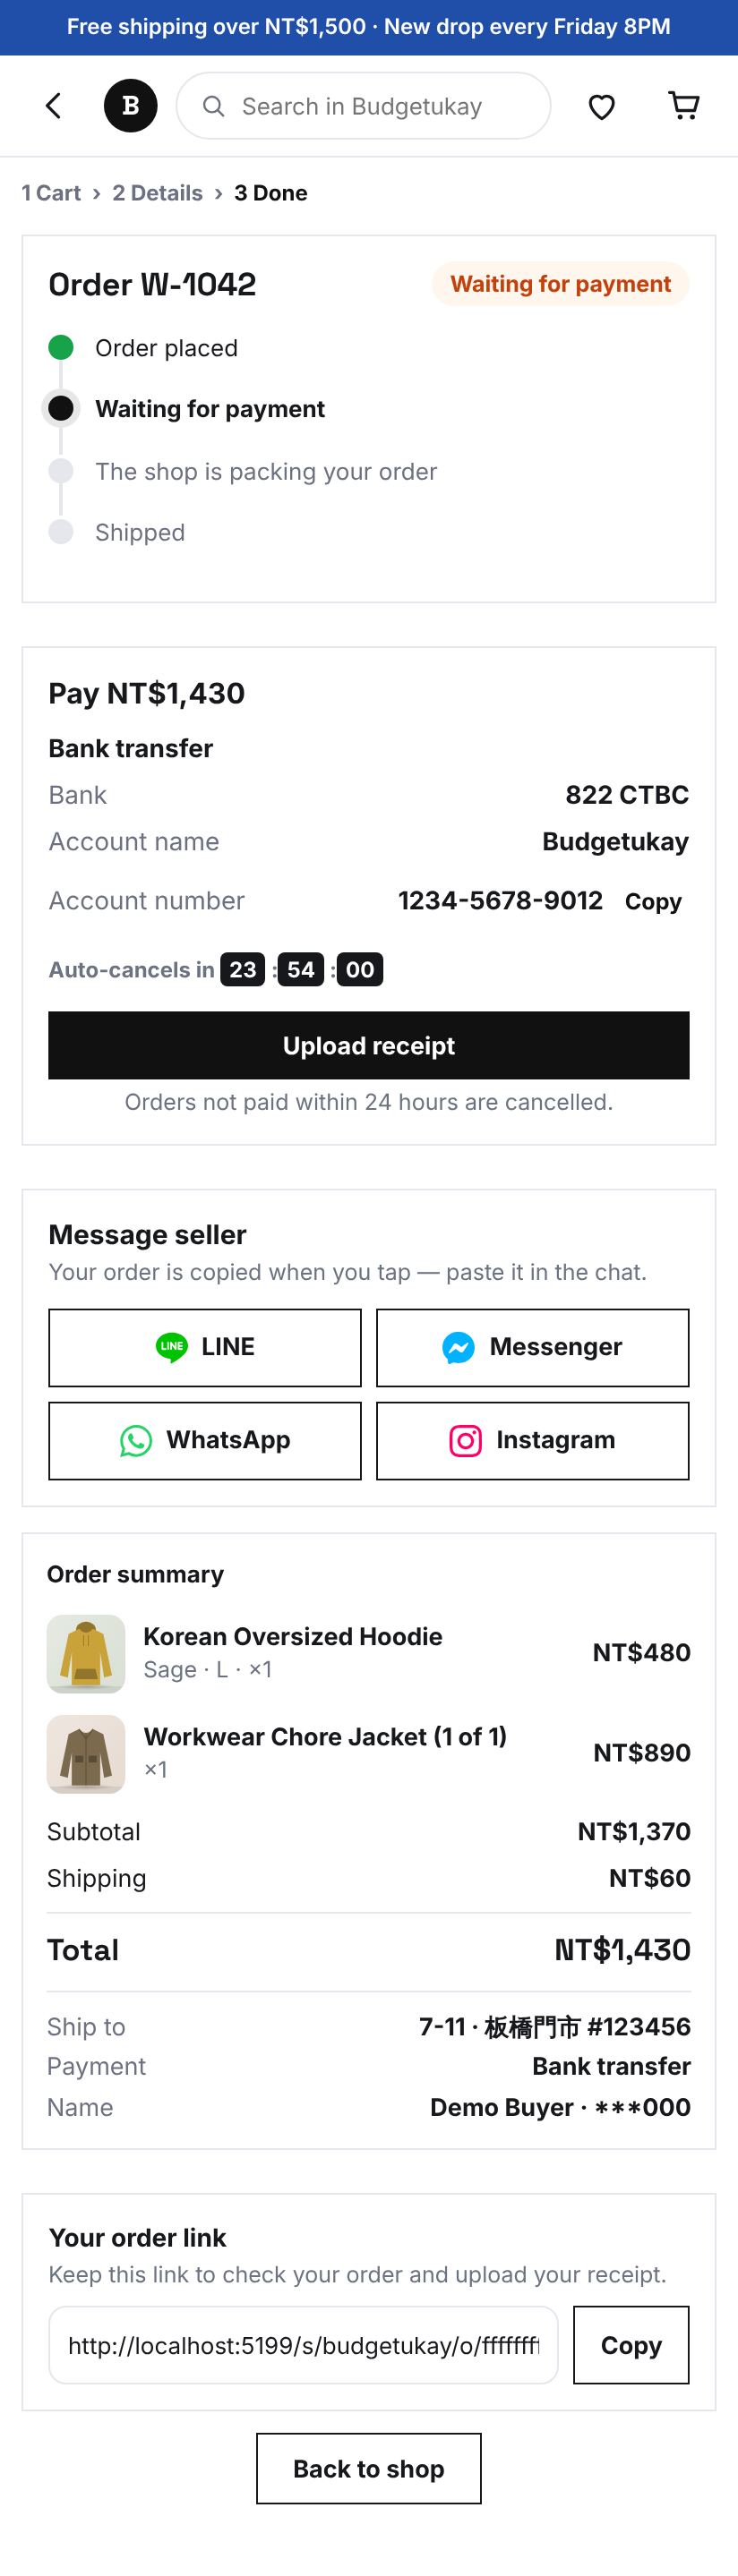 Free shipping over NT$1,500 · New drop every Friday 8PM
B
Search in Budgetukay
1 Cart › 2 Details › 3 Done
Order W-1042
Waiting for payment
Order placed
Waiting for payment
The shop is packing your order
Shipped
Pay NT$1,430
Bank transfer
Bank 822 CTBC
Account name Budgetukay
Account number 1234-5678-9012 Copy
Auto-cancels in 23 : 54 : 00
Upload receipt
Orders not paid within 24 hours are cancelled.
Message seller
Your order is copied when you tap — paste it in the chat.
LINE LINE
Messenger
WhatsApp
Instagram
Order summary
Korean Oversized Hoodie NT$480
Sage · L · ×1
Workwear Chore Jacket (1 of 1) NT$890
×1
Subtotal NT$1,370
Shipping NT$60
Total NT$1,430
Ship to 7-11 · 板橋門市 #123456
Payment Bank transfer
Name Demo Buyer · ***000
Your order link
Keep this link to check your order and upload your receipt.
http://localhost:5199/s/budgetukay/o/ffffffff
Copy
Back to shop